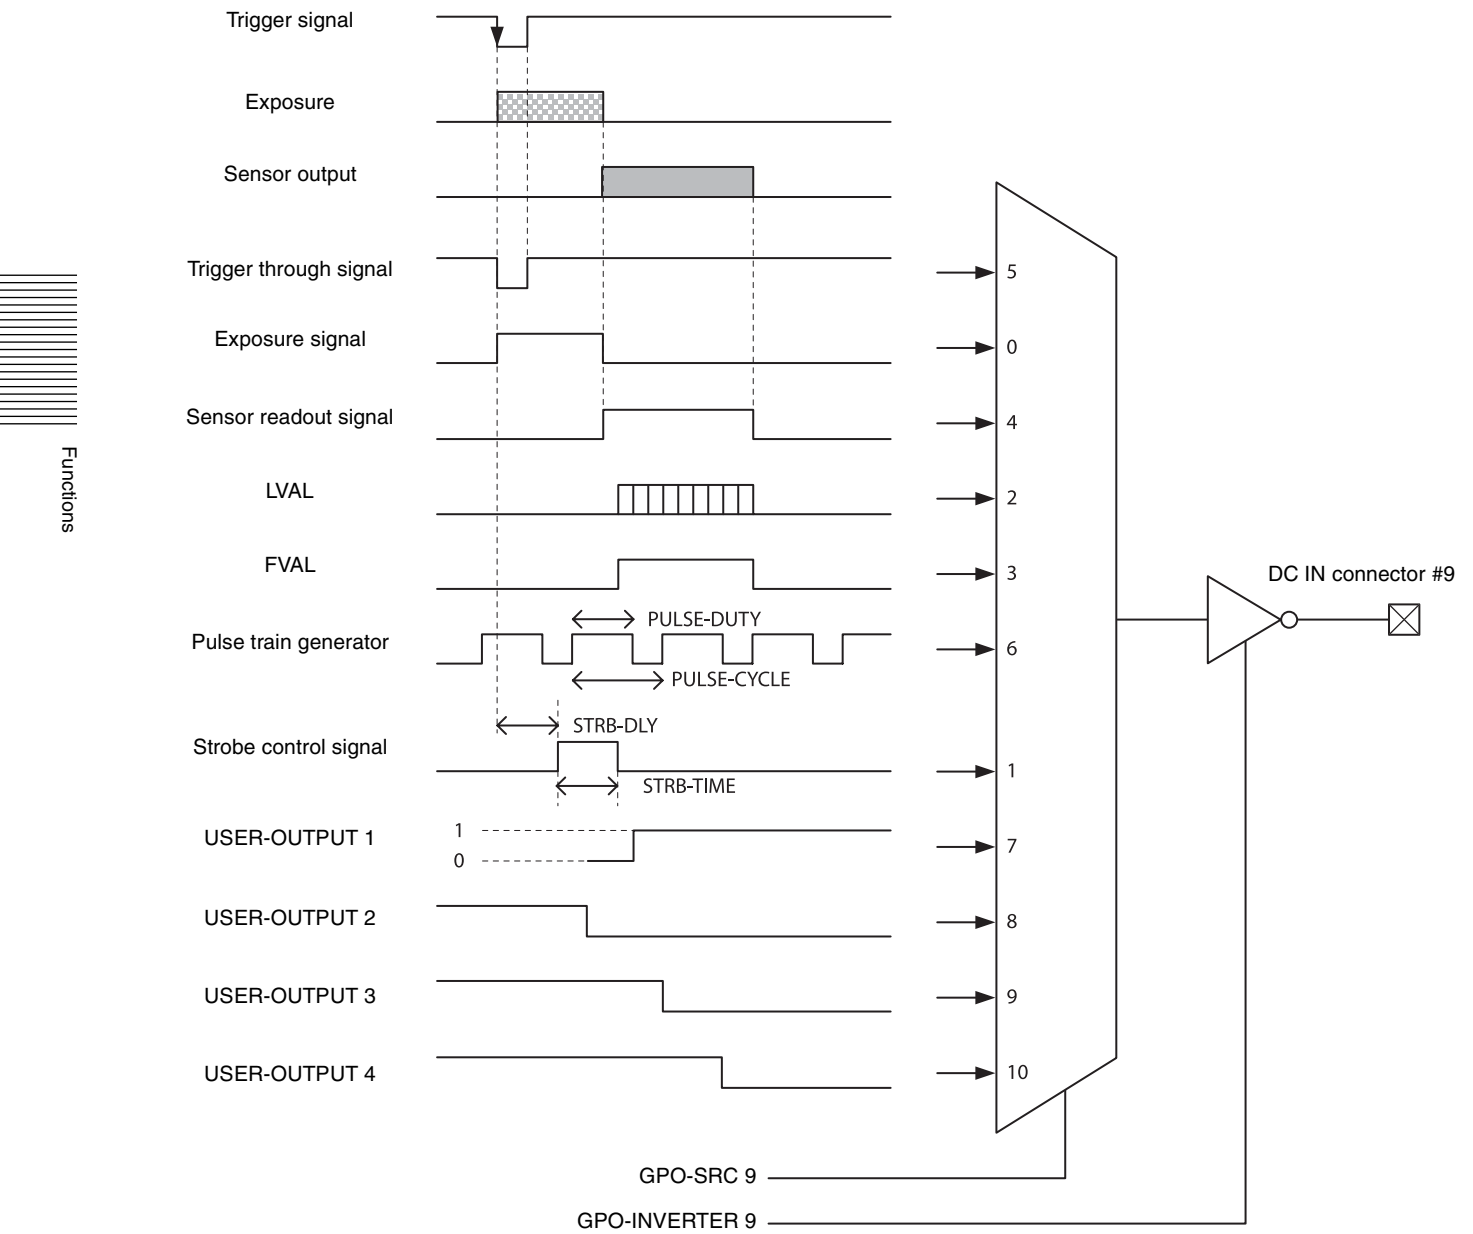 Trigger signal
Exposure
Sensor output
Trigger through signal
5
Exposure signal
0
Sensor readout signal
4
Functions
LVAL
2
FVAL
3
DC IN connector #9
PULSE-DUTY
Pulse train generator
6
PULSE-CYCLE
STRB-DLY
Strobe control signal
1
STRB-TIME
USER-OUTPUT 1
1
0
7
USER-OUTPUT 2
8
USER-OUTPUT 3
9
USER-OUTPUT 4
10
GPO-SRC 9
GPO-INVERTER 9